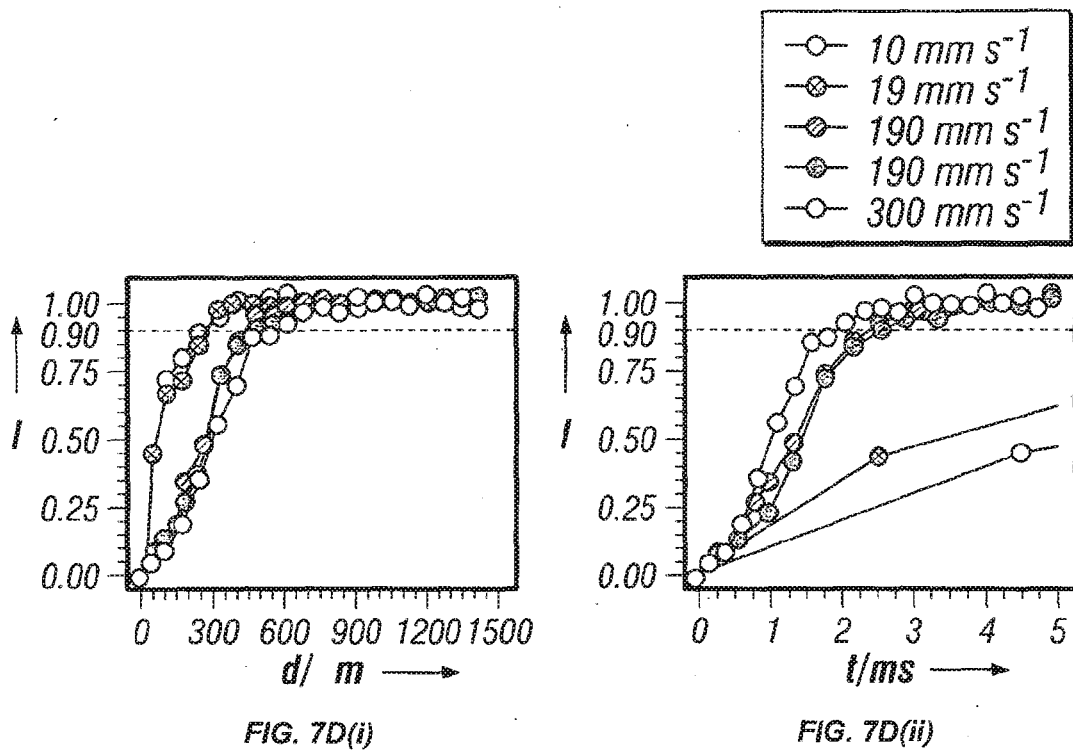 10 mm s-1
19 mm s-1
190 mm s-1
190 mm s-1
300 mm s-1
1.00
0.90
0.75
0.50
0.25
0.00
I
0 300 600 900 1200 1500
d/ m
FIG. 7D(i)
1.00
0.90
0.75
0.50
0.25
0.00
I
0 1 2 3 4 5
t/ms
FIG. 7D(ii)